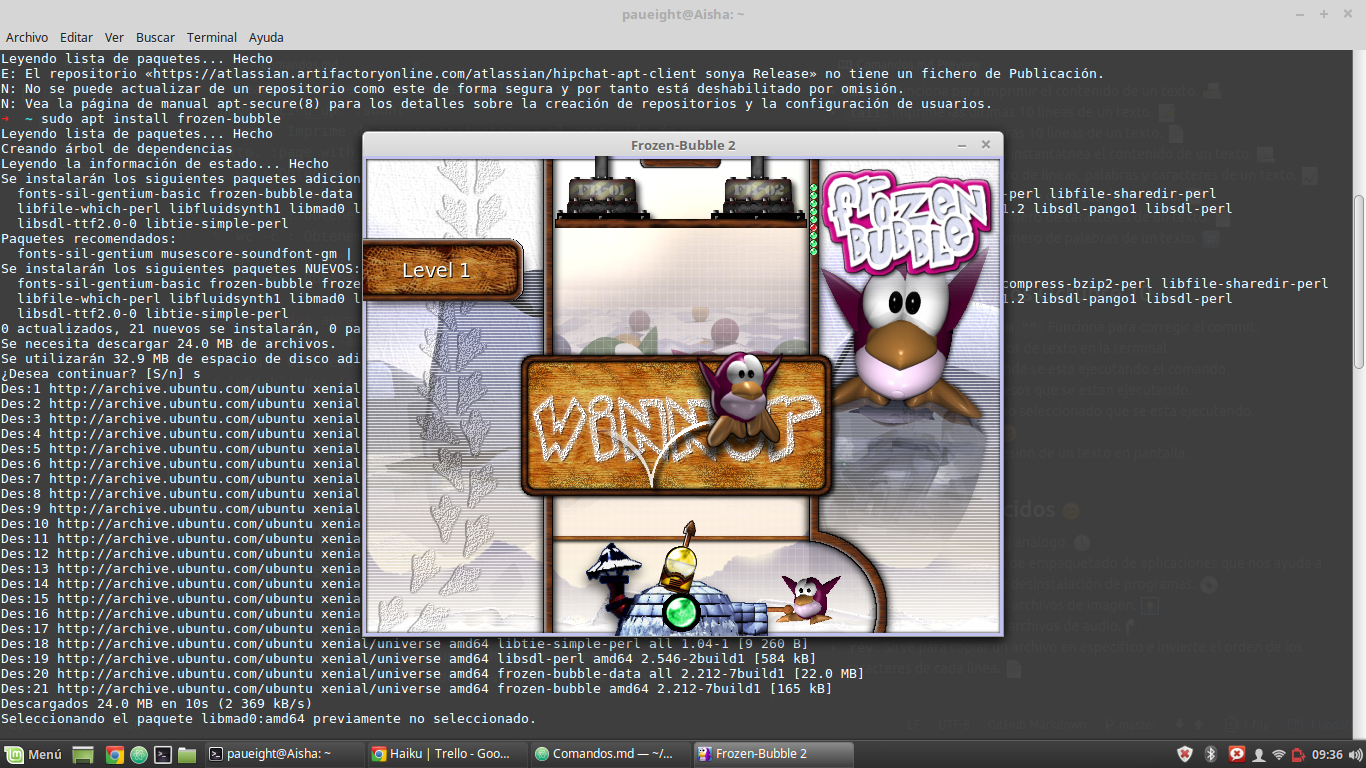 paueight@Aisha: ~
Archivo Editar Ver Buscar Terminal Ayuda
Leyendo lista de paquetes... Hecho
E: El repositorio «https://atlassian.artifactoryonline.com/atlassian/hipchat-apt-client sonya Release» no tiene un fichero de Publicación.
N: No se puede actualizar de un repositorio como este de forma segura y por tanto está deshabilitado por omisión.
N: Vea la página de manual apt-secure(8) para los detalles sobre la creación de repositorios y la configuración de usuarios.
→ ~ sudo apt install frozen-bubble
Leyendo lista de paquetes... Hecho
Creando árbol de dependencias
Leyendo la información de estado... Hecho
Se instalarán los siguientes paquetes adicion
fonts-sil-gentium-basic frozen-bubble-data -perl libfile-sharedir-perl
libfile-which-perl libfluidsynth1 libmad0 l 1.2 libsdl-pango1 libsdl-perl
libsdl-ttf2.0-0 libtie-simple-perl
Paquetes recomendados:
fonts-sil-gentium musescore-soundfont-gm |
Se instalarán los siguientes paquetes NUEVOS:
fonts-sil-gentium-basic frozen-bubble froze compress-bzip2-perl libfile-sharedir-perl
libfile-which-perl libfluidsynth1 libmad0 l 1.2 libsdl-pango1 libsdl-perl
libsdl-ttf2.0-0 libtie-simple-perl
0 actualizados, 21 nuevos se instalarán, 0 pa
Se necesita descargar 24.0 MB de archivos.
Se utilizarán 32.9 MB de espacio de disco adi
¿Desea continuar? [S/n] s
Des:1 http://archive.ubuntu.com/ubuntu xenial
Des:2 http://archive.ubuntu.com/ubuntu xenial
Des:3 http://archive.ubuntu.com/ubuntu xenial
Des:4 http://archive.ubuntu.com/ubuntu xenial
Des:5 http://archive.ubuntu.com/ubuntu xenial
Des:6 http://archive.ubuntu.com/ubuntu xenial
Des:7 http://archive.ubuntu.com/ubuntu xenial
Des:8 http://archive.ubuntu.com/ubuntu xenial
Des:9 http://archive.ubuntu.com/ubuntu xenial
Des:10 http://archive.ubuntu.com/ubuntu xenia
Des:11 http://archive.ubuntu.com/ubuntu xenia
Des:12 http://archive.ubuntu.com/ubuntu xenia
Des:13 http://archive.ubuntu.com/ubuntu xenia
Des:14 http://archive.ubuntu.com/ubuntu xenia
Des:15 http://archive.ubuntu.com/ubuntu xenia
Des:16 http://archive.ubuntu.com/ubuntu xenia
Des:17 http://archive.ubuntu.com/ubuntu xenia
Des:18 http://archive.ubuntu.com/ubuntu xenial/universe amd64 libtie-simple-perl all 1.04-1 [9 260 B]
Des:19 http://archive.ubuntu.com/ubuntu xenial/universe amd64 libsdl-perl amd64 2.546-2build1 [584 kB]
Des:20 http://archive.ubuntu.com/ubuntu xenial/universe amd64 frozen-bubble-data all 2.212-7build1 [22.0 MB]
Des:21 http://archive.ubuntu.com/ubuntu xenial/universe amd64 frozen-bubble amd64 2.212-7build1 [165 kB]
Descargados 24.0 MB en 10s (2 369 kB/s)
Seleccionando el paquete libmad0:amd64 previamente no seleccionado.
Frozen-Bubble 2
FB501
FB502
FROZEN
BUBBLE
Level 1
Menú
paueight@Aisha: ~
Haiku | Trello - Goo...
Comandos.md — ~/...
Frozen-Bubble 2
09:36